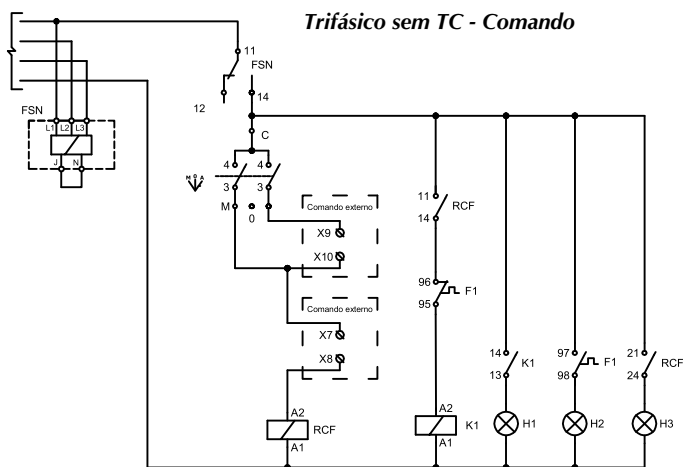 Trifásico sem TC - Comando
11
FSN
12
14
FSN
L1 L2 L3
J N
C
4 4
M 0 A
3 3
M 0
Comando externo
X9
X10
Comando externo
X7
X8
A2
RCF
A1
11
RCF
14
96
F1
95
A2
K1
A1
14
K1
13
H1
97
F1
98
H2
21
RCF
24
H3